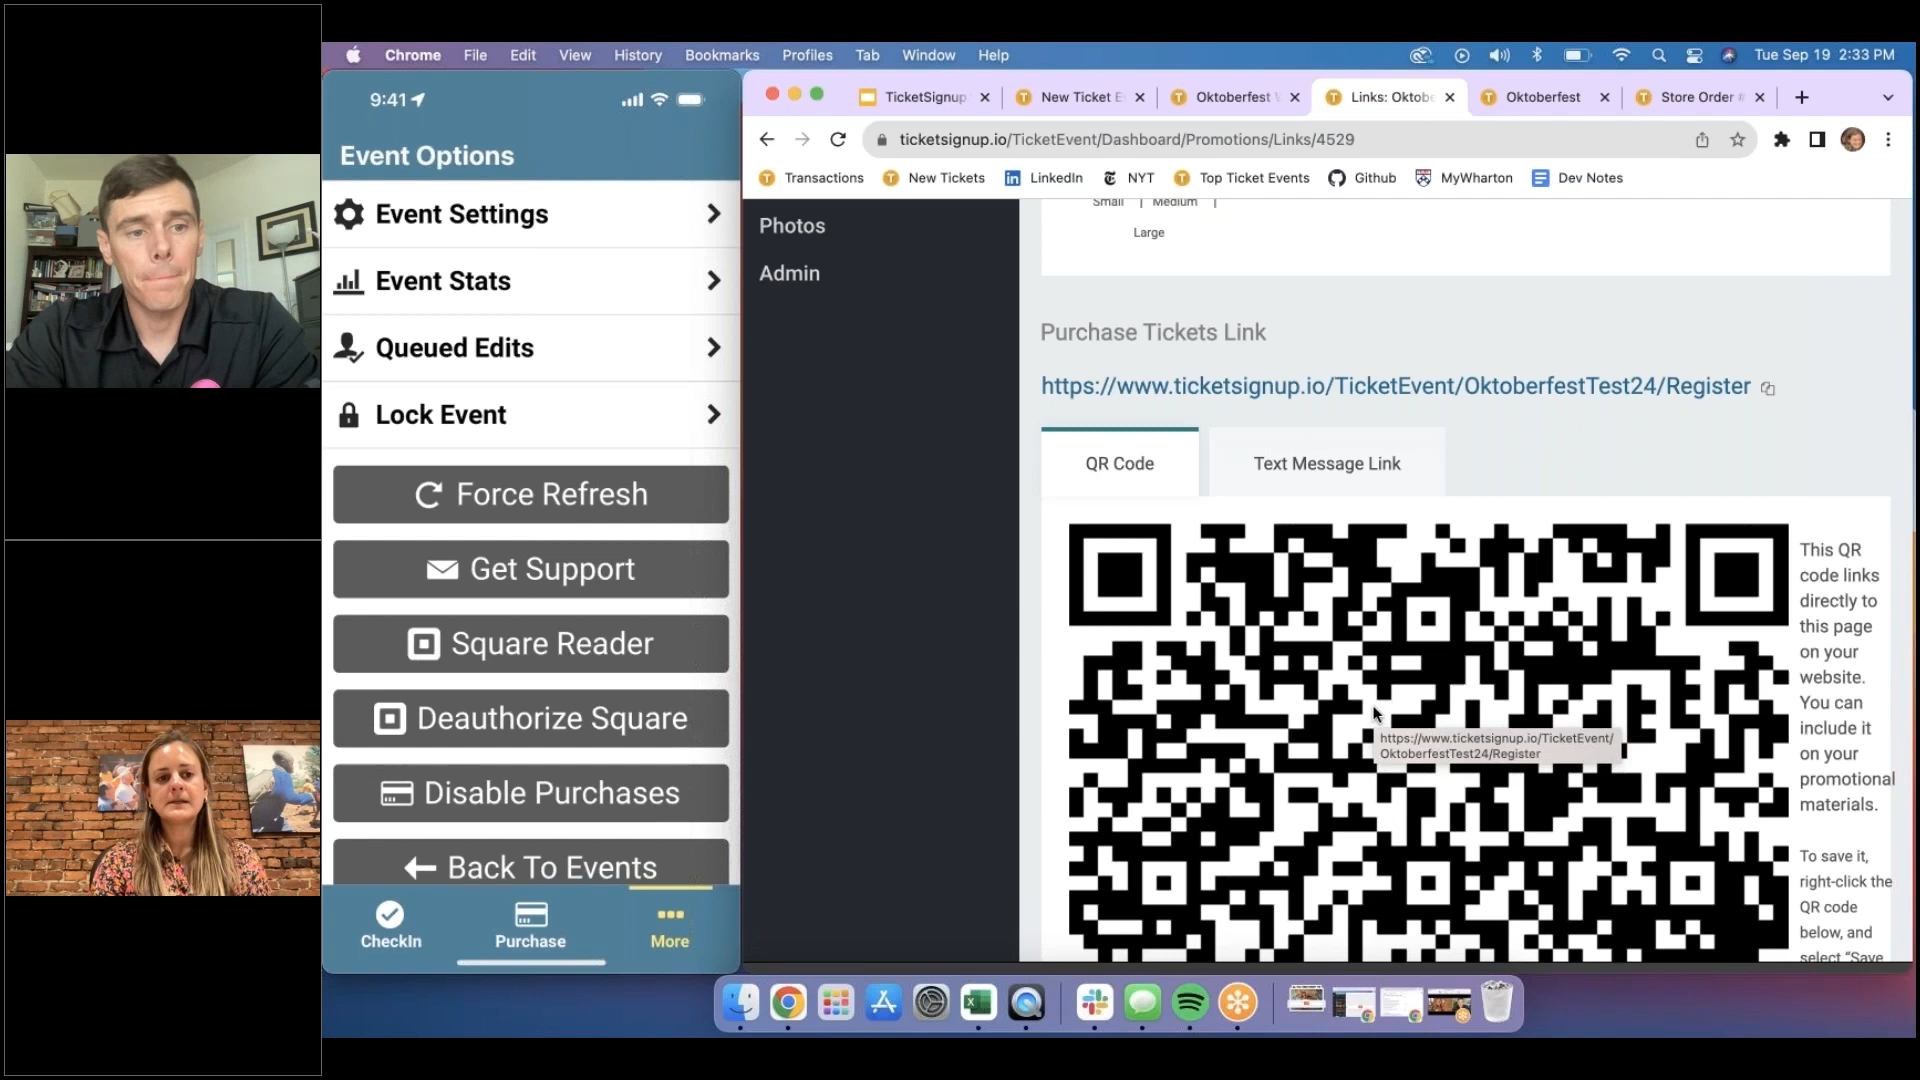 Chrome File Edit View History Bookmarks Profiles Tab Window Help Tue Sep 19 2:33 PM
9:41
Event Options
Event Settings
Event Stats
Queued Edits
Lock Event
Force Refresh
Get Support
Square Reader
Deauthorize Square
Disable Purchases
Back To Events
CheckIn Purchase More
TicketSignup New Ticket E Oktoberfest Links: Oktobe Oktoberfest Store Order
ticketsignup.io/TicketEvent/Dashboard/Promotions/Links/4529
Transactions New Tickets LinkedIn NYT Top Ticket Events Github MyWharton Dev Notes
Photos
Admin
Small | Medium |
Large
Purchase Tickets Link
https://www.ticketsignup.io/TicketEvent/OktoberfestTest24/Register
QR Code Text Message Link
This QR
code links
directly to
this page
on your
website.
You can
include it
on your
promotional
materials.
To save it,
right-click the
QR code
below, and
select “Save
https://www.ticketsignup.io/TicketEvent/
OktoberfestTest24/Register